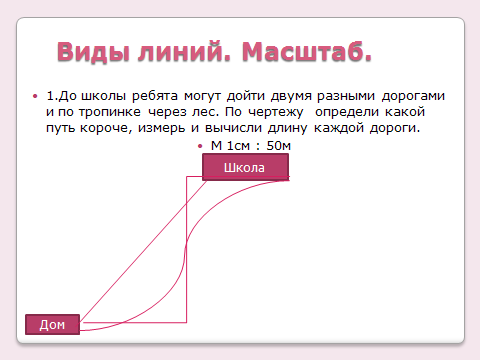 Виды линий. Масштаб.
1.До школы ребята могут дойти двумя разными дорогами
и по тропинке через лес. По чертежу определи какой
путь короче, измерь и вычисли длину каждой дороги.
М 1см : 50м
Школа
Дом